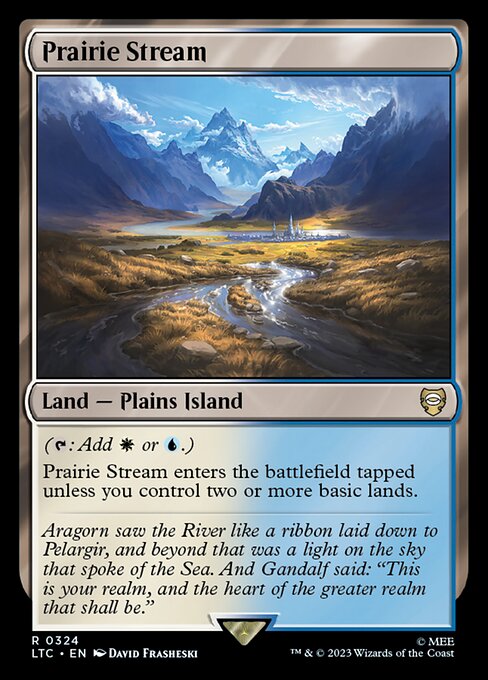 Prairie Stream
Land — Plains Island
(: Add or .)
Prairie Stream enters the battlefield tapped
unless you control two or more basic lands.
Aragorn saw the River like a ribbon laid down to
Pelargir, and beyond that was a light on the sky
that spoke of the Sea. And Gandalf said: “This
is your realm, and the heart of the greater realm
that shall be.”
R 0324
LTC • EN David Frasheski
© MEE
™ & © 2023 Wizards of the Coast